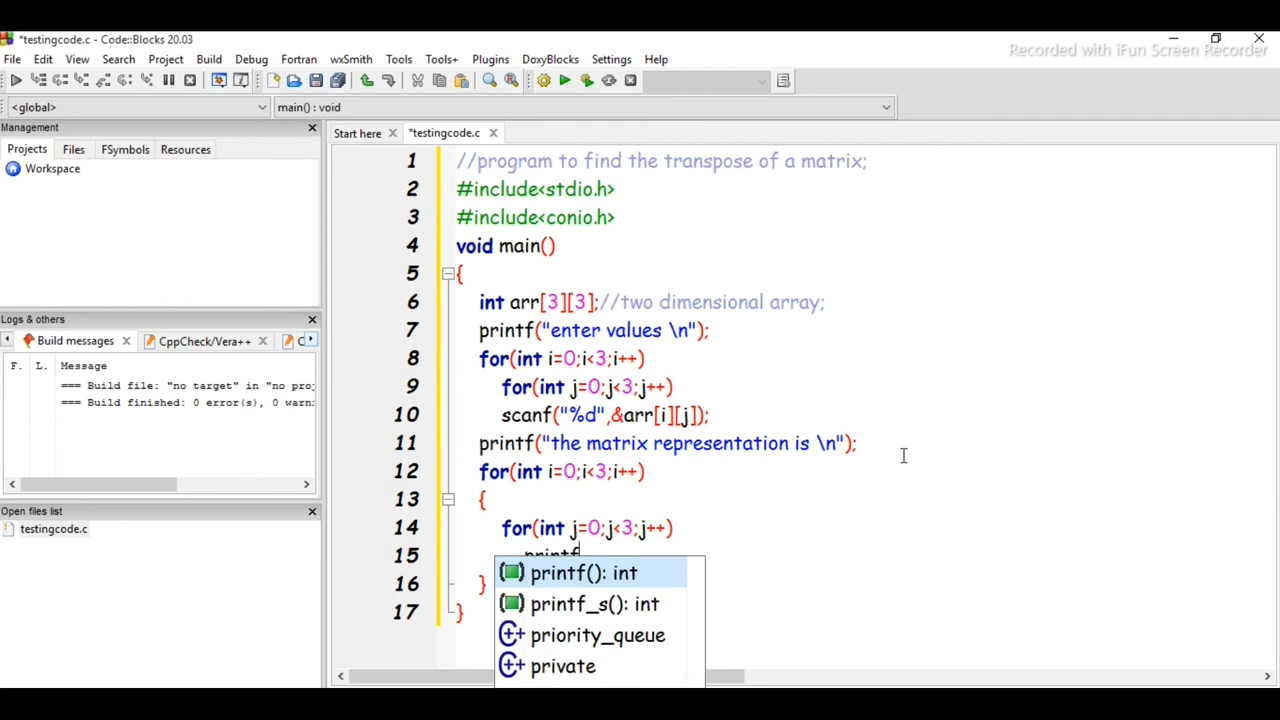 *testingcode.c - Code::Blocks 20.03
Recorded with iFun Screen Recorder
File Edit View Search Project Build Debug Fortran wxSmith Tools Tools+ Plugins DoxyBlocks Settings Help
<global> main() : void
Management
Projects Files FSymbols Resources
Workspace
Logs & others
Build messages CppCheck/Vera++
F. L. Message
=== Build file: "no target" in "no proj
=== Build finished: 0 error(s), 0 warni
Open files list
testingcode.c
Start here *testingcode.c
1 //program to find the transpose of a matrix;
2 #include<stdio.h>
3 #include<conio.h>
4 void main()
5 {
6 int arr[3][3];//two dimensional array;
7 printf("enter values \n");
8 for(int i=0;i<3;i++)
9 for(int j=0;j<3;j++)
10 scanf("%d",&arr[i][j]);
11 printf("the matrix representation is \n");
12 for(int i=0;i<3;i++)
13 {
14 for(int j=0;j<3;j++)
15 printf
16 }
17 }
printf(): int
printf_s(): int
priority_queue
private